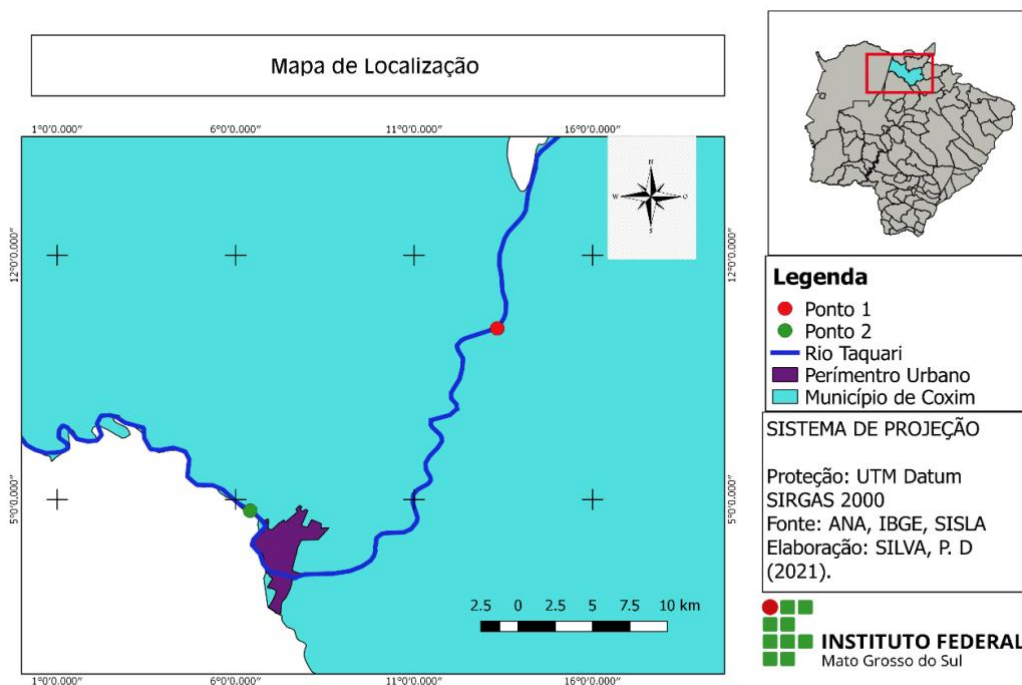 Mapa de Localização
1°0'0.000"
6°0'0.000"
11°0'0.000"
16°0'0.000"
N
W
O
S
12°0'0.000"
12°0'0.000"
5°0'0.000"
5°0'0.000"
2.5 0 2.5 5 7.5 10 km
1°0'0.000"
6°0'0.000"
11°0'0.000"
16°0'0.000"
Legenda
Ponto 1
Ponto 2
Rio Taquari
Perímentro Urbano
Município de Coxim
SISTEMA DE PROJEÇÃO
Proteção: UTM Datum
SIRGAS 2000
Fonte: ANA, IBGE, SISLA
Elaboração: SILVA, P. D
(2021).
INSTITUTO FEDERAL
Mato Grosso do Sul